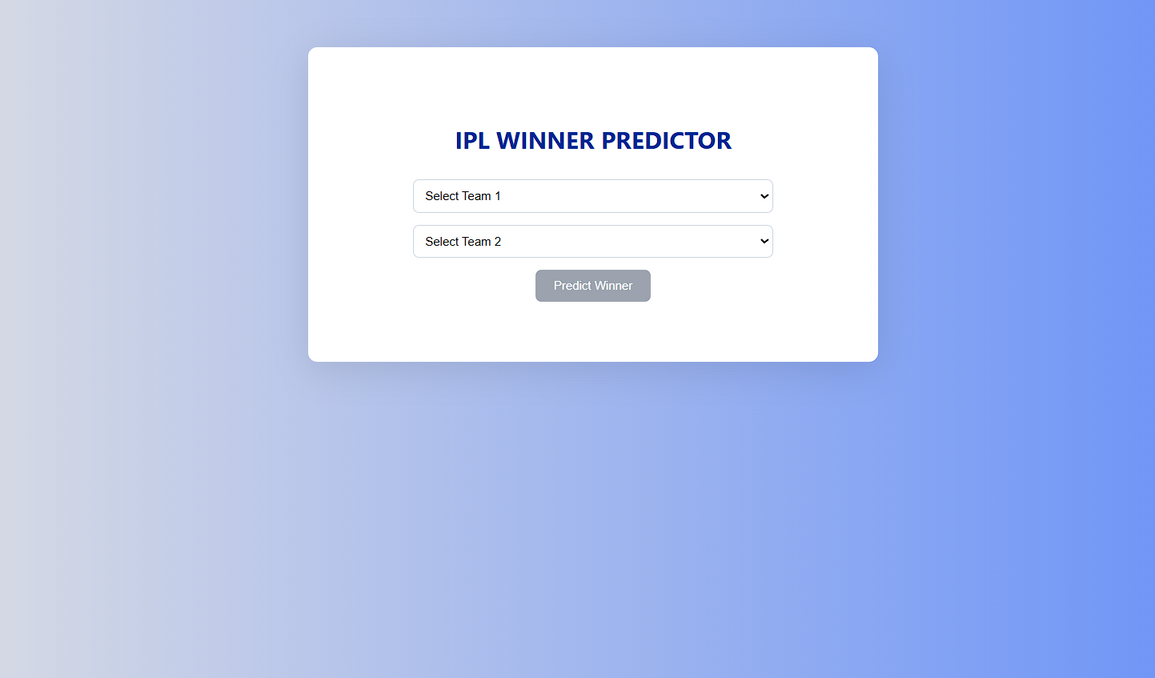 IPL WINNER PREDICTOR
Select Team 1
Select Team 2
Predict Winner